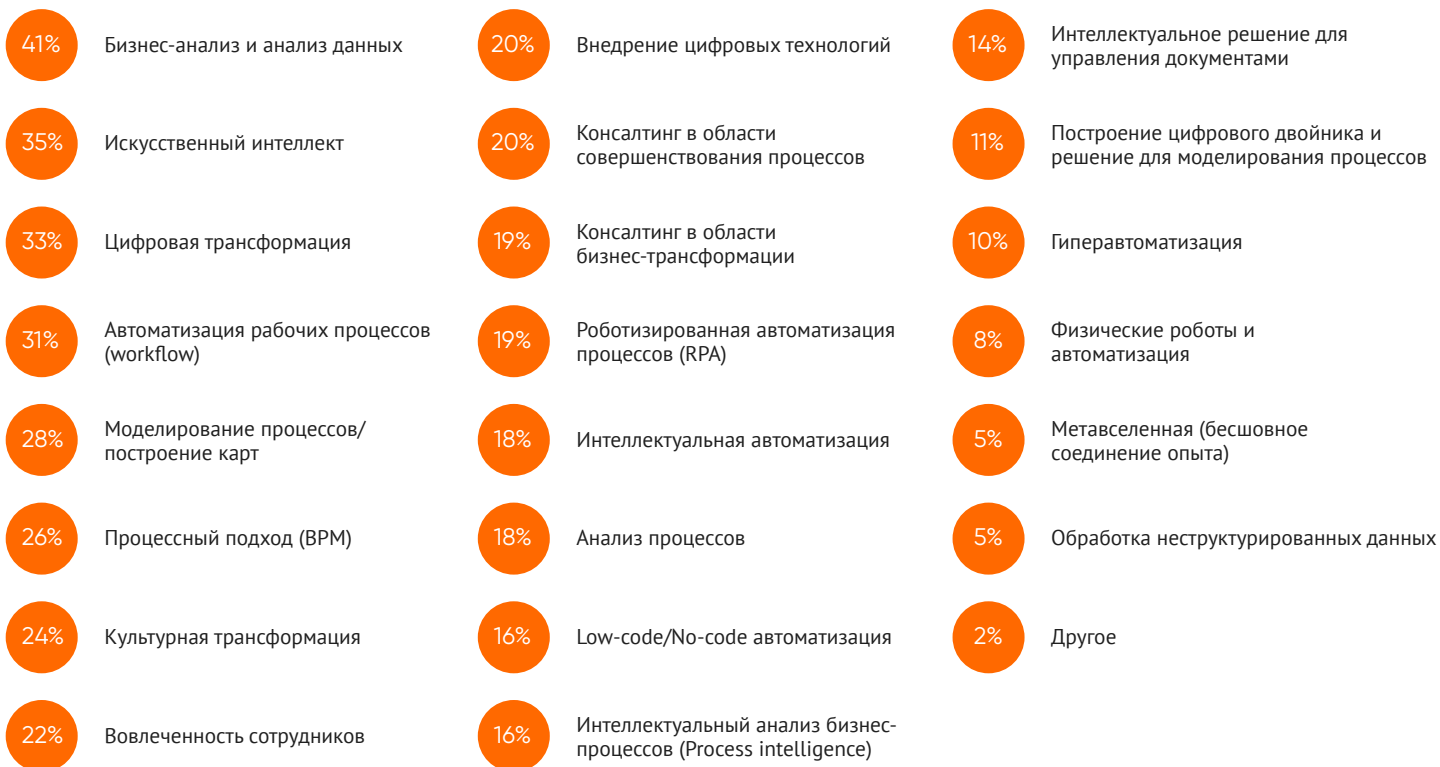 41%
Бизнес-анализ и анализ данных
35%
Искусственный интеллект
33%
Цифровая трансформация
31%
Автоматизация рабочих процессов
(workflow)
28%
Моделирование процессов/
построение карт
26%
Процессный подход (BPM)
24%
Культурная трансформация
22%
Вовлеченность сотрудников
20%
Внедрение цифровых технологий
20%
Консалтинг в области
совершенствования процессов
19%
Консалтинг в области
бизнес-трансформации
19%
Роботизированная автоматизация
процессов (RPA)
18%
Интеллектуальная автоматизация
18%
Анализ процессов
16%
Low-code/No-code автоматизация
16%
Интеллектуальный анализ бизнес-
процессов (Process intelligence)
14%
Интеллектуальное решение для
управления документами
11%
Построение цифрового двойника и
решение для моделирования процессов
10%
Гиперавтоматизация
8%
Физические роботы и
автоматизация
5%
Метавселенная (бесшовное
соединение опыта)
5%
Обработка неструктурированных данных
2%
Другое